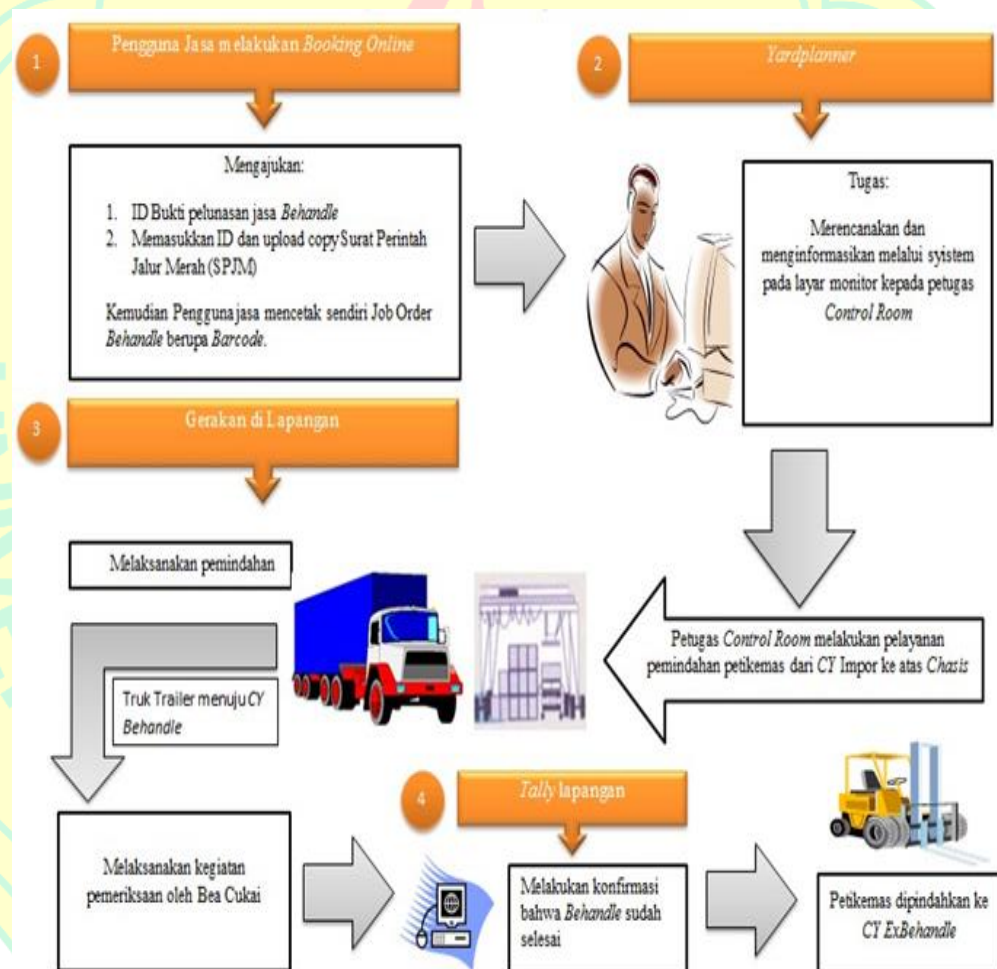 1
Pengguna Jasa melakukan Booking Online
Mengajukan:
1. ID Bukti pelunasan jasa Behandle
2. Memasukkan ID dan upload copy Surat Perintah
Jalur Merah (SPJM)
Kemudian Pengguna jasa mencetak sendiri Job Order
Behandle berupa Barcode.
2
Yardplanner
Tugas:
Merencanakan dan
menginformasikan melalui syistem
pada layar monitor kepada petugas
Control Room
Petugas Control Room melakukan pelayanan
pemindahan petikemas dari CY Impor ke atas Chasis
3
Gerakan di Lapangan
Melaksanakan pemindahan
Truk Trailer menuju CY
Behandle
Melaksanakan kegiatan
pemeriksaan oleh Bea Cukai
4
Tally lapangan
Melakukan konfirmasi
bahwa Behandle sudah
selesai
Petikemas dipindahkan ke
CY ExBehandle